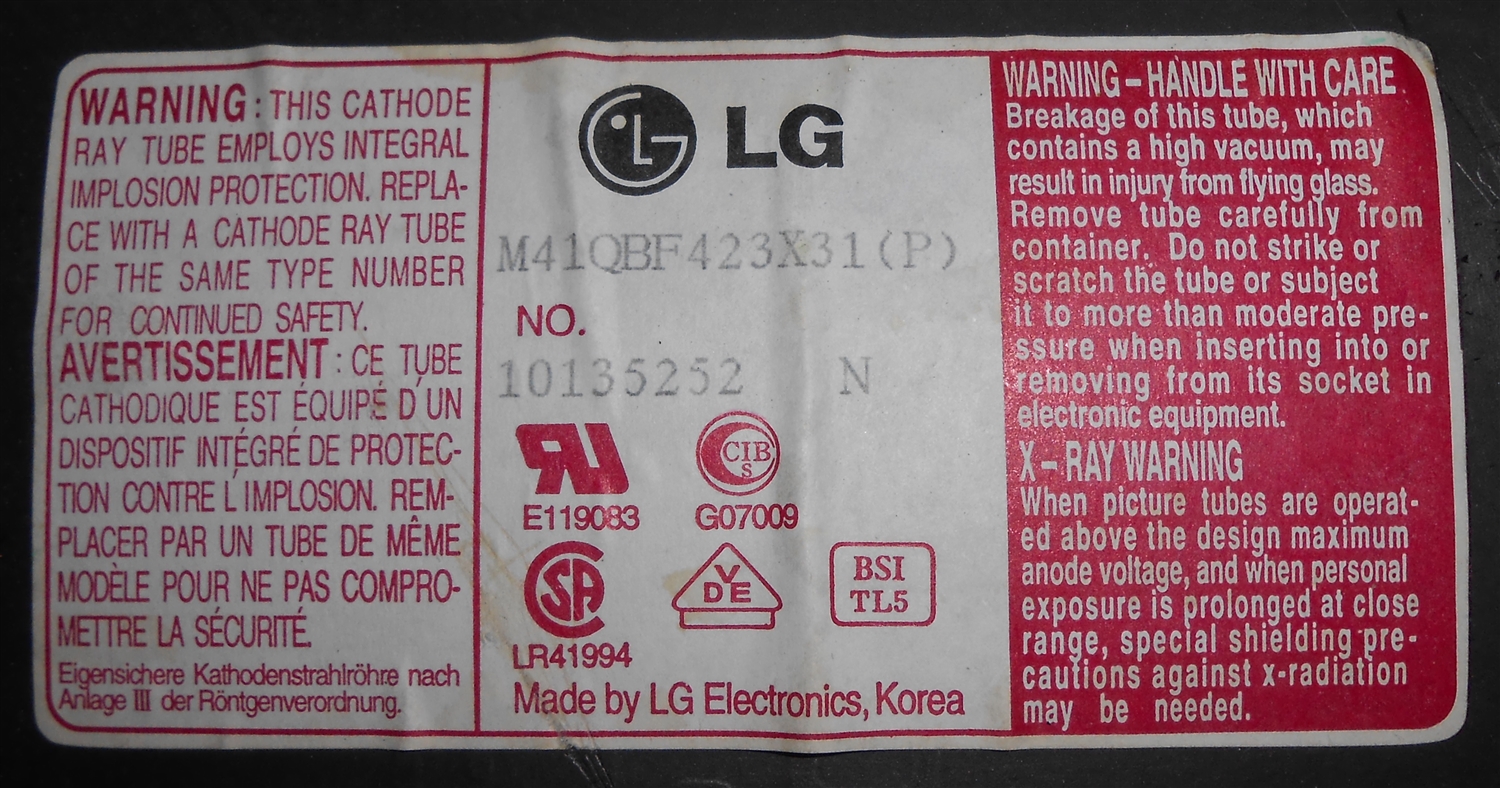 WARNING : THIS CATHODE
RAY TUBE EMPLOYS INTEGRAL
IMPLOSION PROTECTION. REPLA-
CE WITH A CATHODE RAY TUBE
OF THE SAME TYPE NUMBER
FOR CONTINUED SAFETY.
AVERTISSEMENT : CE TUBE
CATHODIQUE EST ÉQUIPÉ D'UN
DISPOSITIF INTÉGRÉ DE PROTEC-
TION CONTRE L'IMPLOSION. REM-
PLACER PAR UN TUBE DE MÊME
MODÈLE POUR NE PAS COMPRO-
METTRE LA SÉCURITÉ.
Eigensichere Kathodenstrahlröhre nach
Anlage III der Röntgenverordnung.
LG
M41QBF423X31(P)
NO.
10135252 N
E119083
CIB
S
G07009
SA
LR41994
V
DE
BSI
TL5
Made by LG Electronics, Korea
WARNING – HANDLE WITH CARE
Breakage of this tube, which
contains a high vacuum, may
result in injury from flying glass.
Remove tube carefully from
container. Do not strike or
scratch the tube or subject
it to more than moderate pre-
ssure when inserting into or
removing from its socket in
electronic equipment.
X – RAY WARNING
When picture tubes are operat-
ed above the design maximum
anode voltage, and when personal
exposure is prolonged at close
range, special shielding pre-
cautions against x-radiation
may be needed.